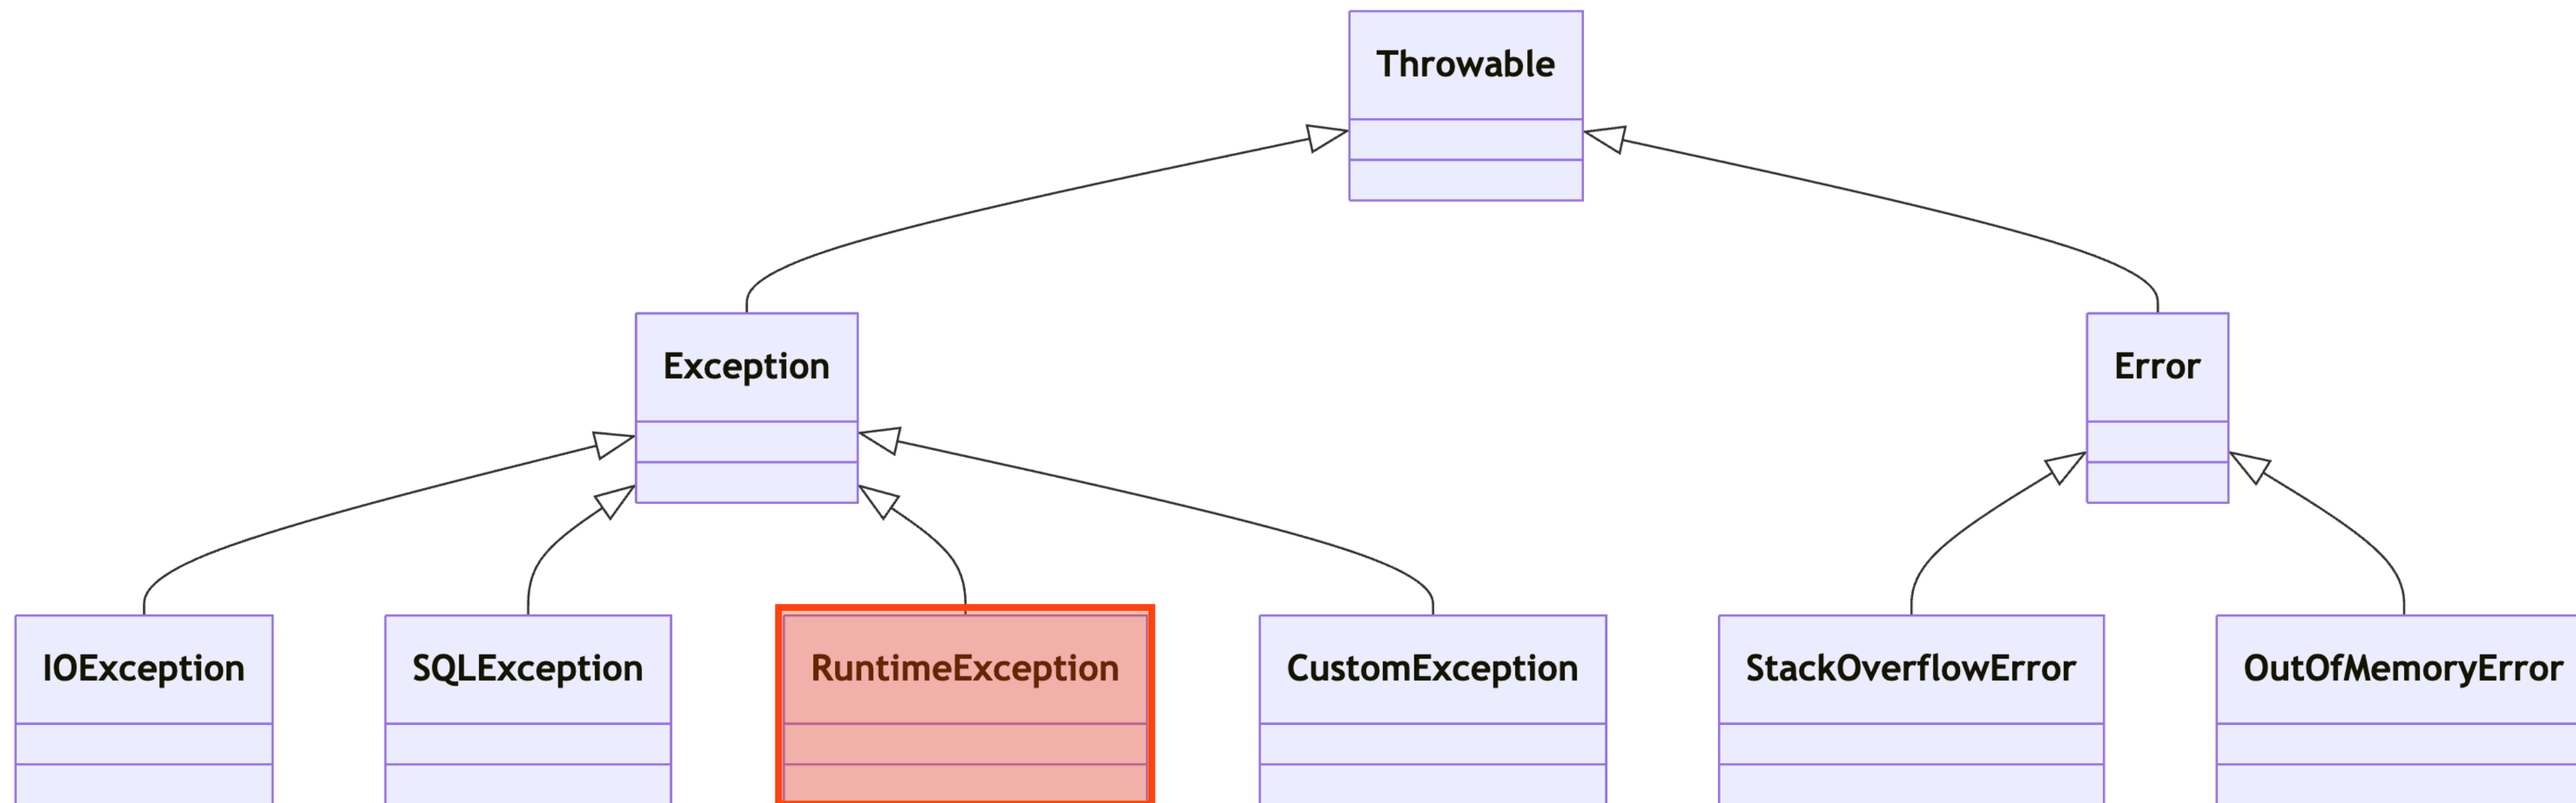 Throwable
Exception
Error
IOException
SQLException
RuntimeException
CustomException
StackOverflowError
OutOfMemoryError